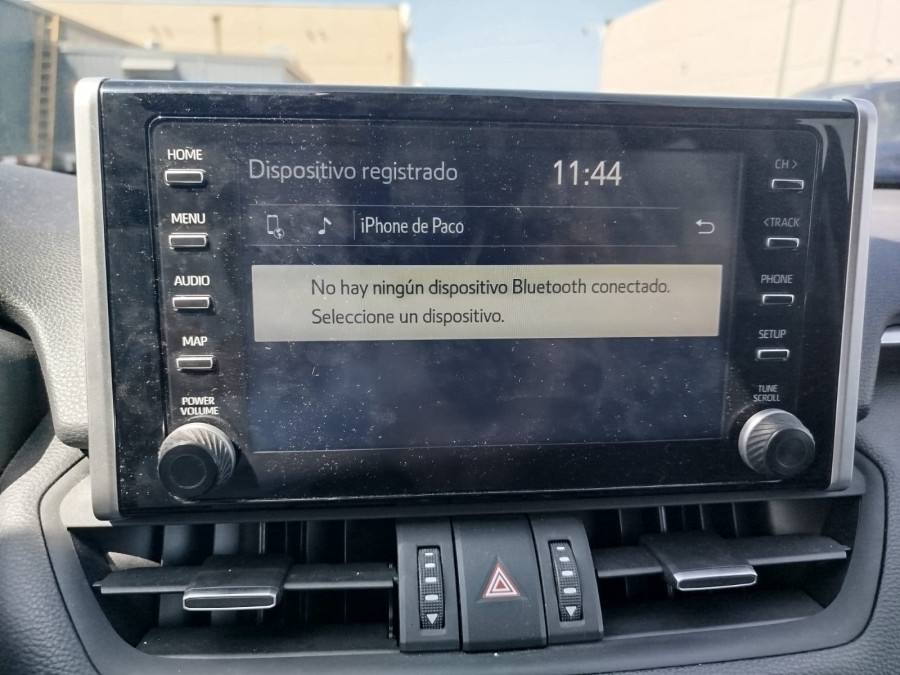 HOME
MENU
AUDIO
MAP
POWER
VOLUME
Dispositivo registrado 11:44
iPhone de Paco
No hay ningún dispositivo Bluetooth conectado.
Seleccione un dispositivo.
CH >
<TRACK
PHONE
SETUP
TUNE
SCROLL